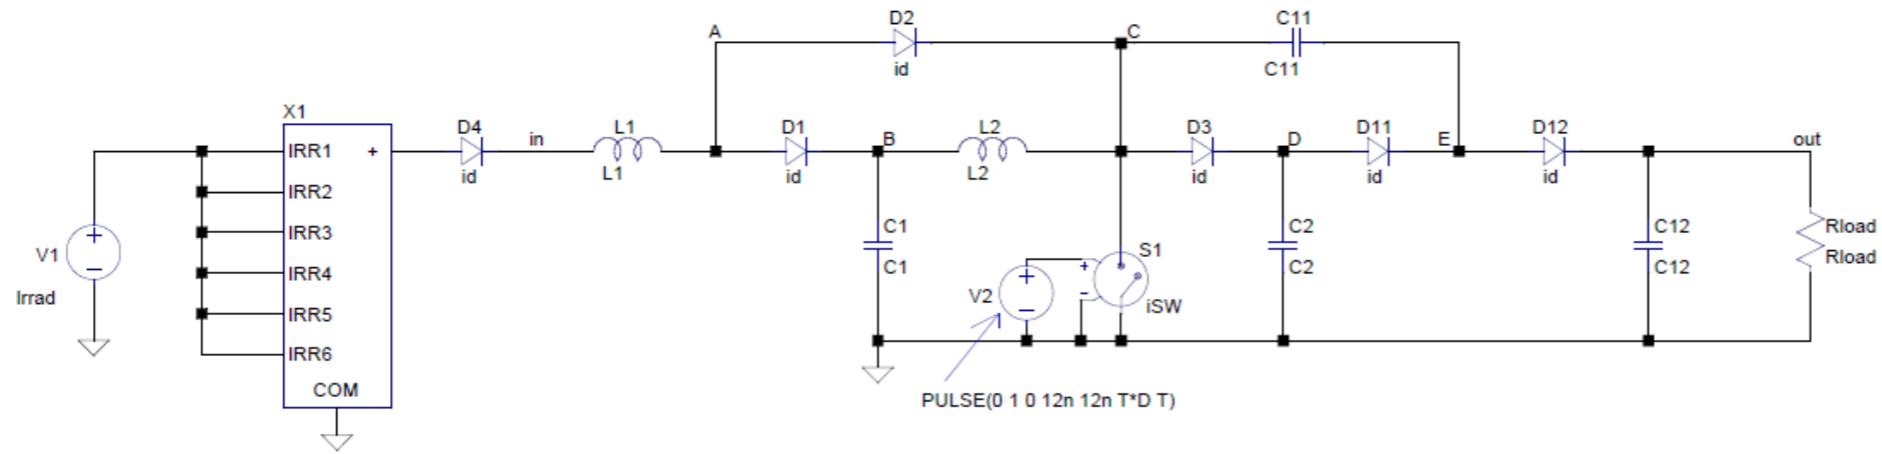 D2
C11
A
C
id
C11
X1
D4
in
L1
D1
B
L2
D3
D
D11
E
D12
out
IRR1
+
id
L1
id
L2
id
id
id
IRR2
IRR3
IRR4
IRR5
IRR6
COM
V1
+
−
Irrad
C1
C1
V2
+
−
+
−
S1
iSW
C2
C2
C12
C12
Rload
Rload
PULSE(0 1 0 12n 12n T*D T)